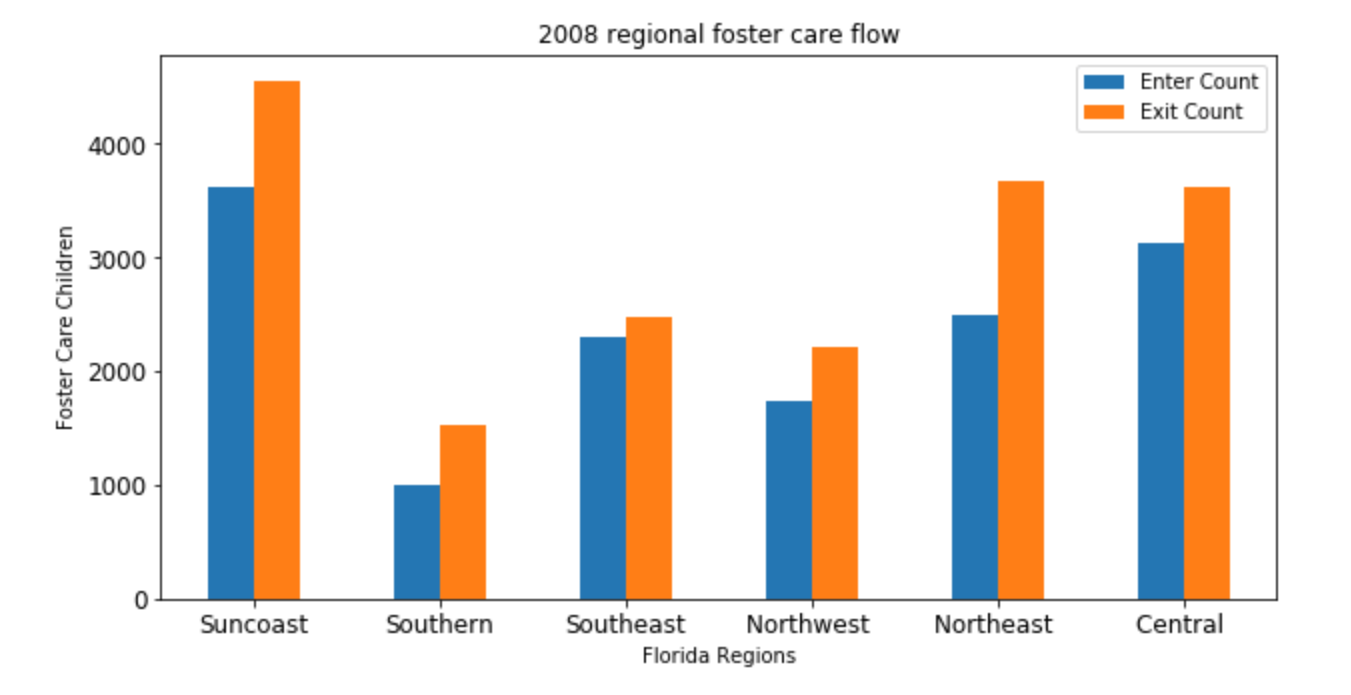 2008 regional foster care flow
Enter Count
Exit Count
Foster Care Children
4000
3000
2000
1000
0
Suncoast Southern Southeast Northwest Northeast Central
Florida Regions